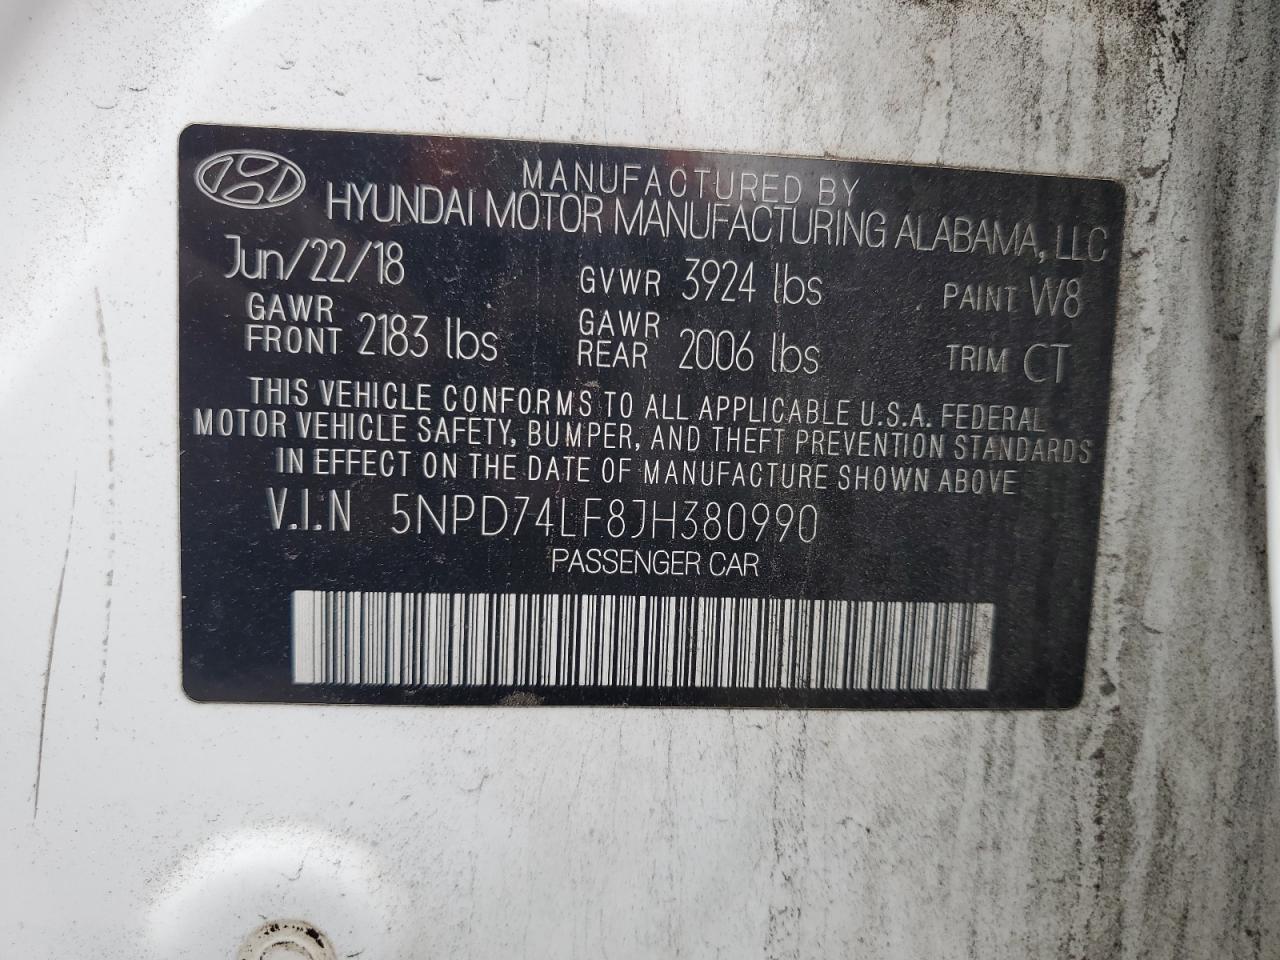 MANUFACTURED BY
HYUNDAI MOTOR MANUFACTURING ALABAMA, LLC
Jun/22/18 GVWR 3924 lbs PAINT W8
GAWR FRONT 2183 lbs GAWR REAR 2006 lbs TRIM CT
THIS VEHICLE CONFORMS TO ALL APPLICABLE U.S.A. FEDERAL
MOTOR VEHICLE SAFETY, BUMPER, AND THEFT PREVENTION STANDARDS
IN EFFECT ON THE DATE OF MANUFACTURE SHOWN ABOVE
V.I.N 5NPD74LF8JH380990
PASSENGER CAR